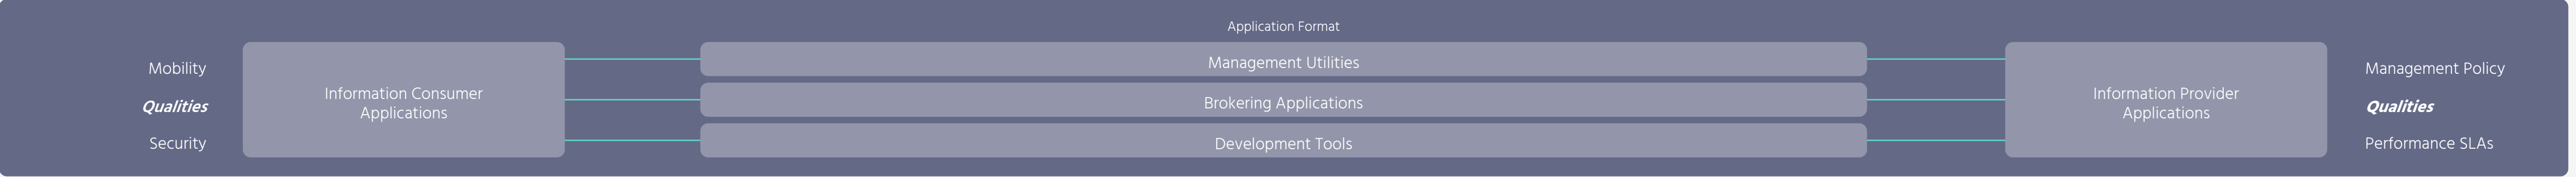 Application Format
Mobility
Qualities
Security
Information Consumer
Applications
Management Utilities
Brokering Applications
Development Tools
Information Provider
Applications
Management Policy
Qualities
Performance SLAs